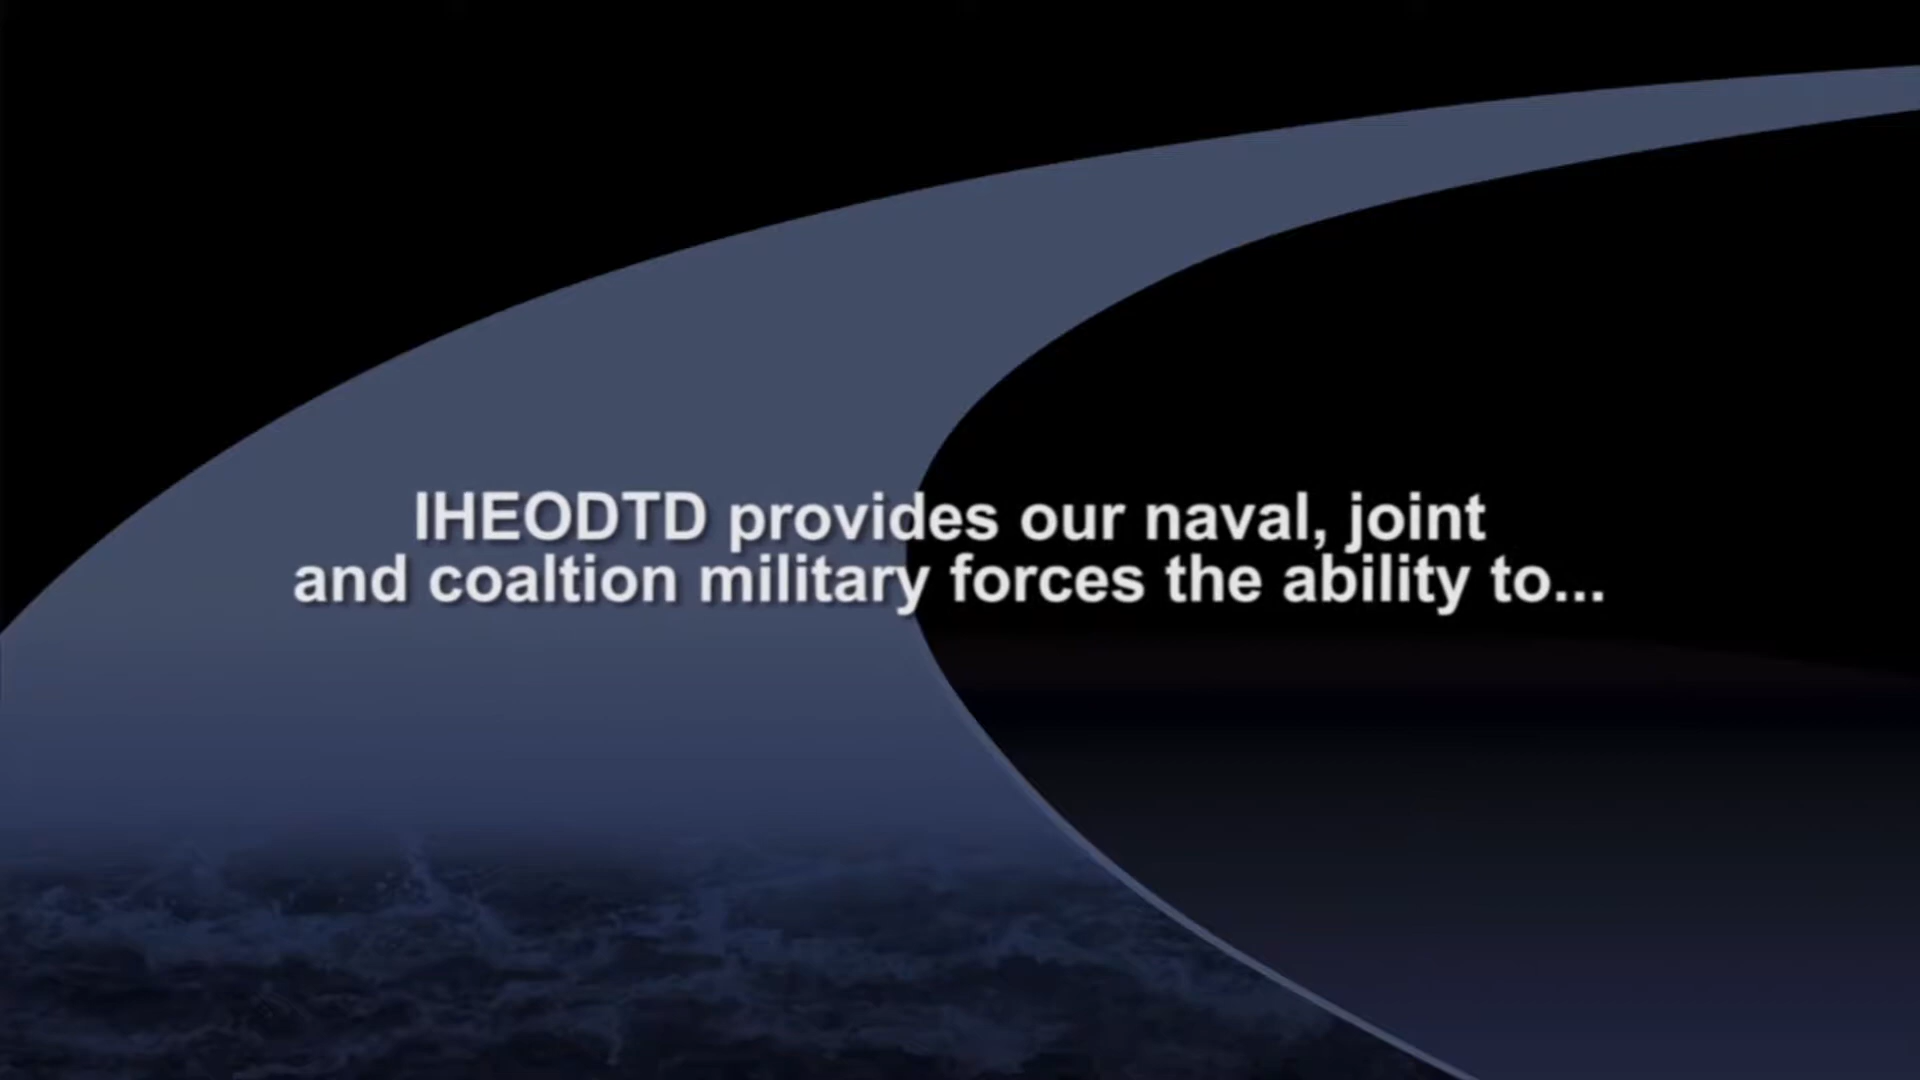 IHEODTD provides our naval, joint
and coaltion military forces the ability to...